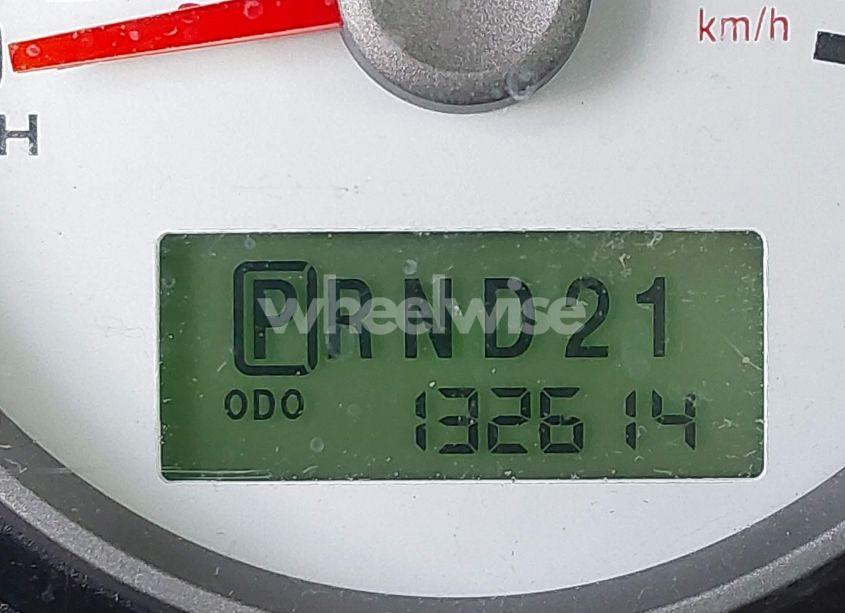 km/h
H
PRND21
wheelwise
ODO 132614